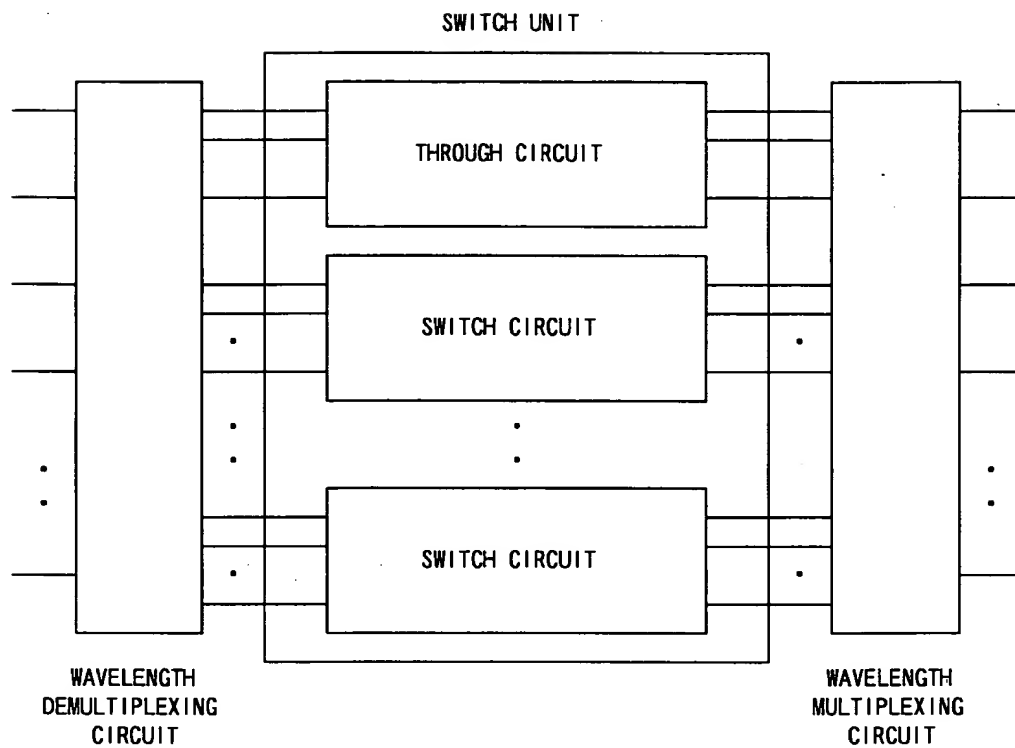 SWITCH UNIT
THROUGH CIRCUIT
SWITCH CIRCUIT
SWITCH CIRCUIT
WAVELENGTH
DEMULTIPLEXING
CIRCUIT
WAVELENGTH
MULTIPLEXING
CIRCUIT